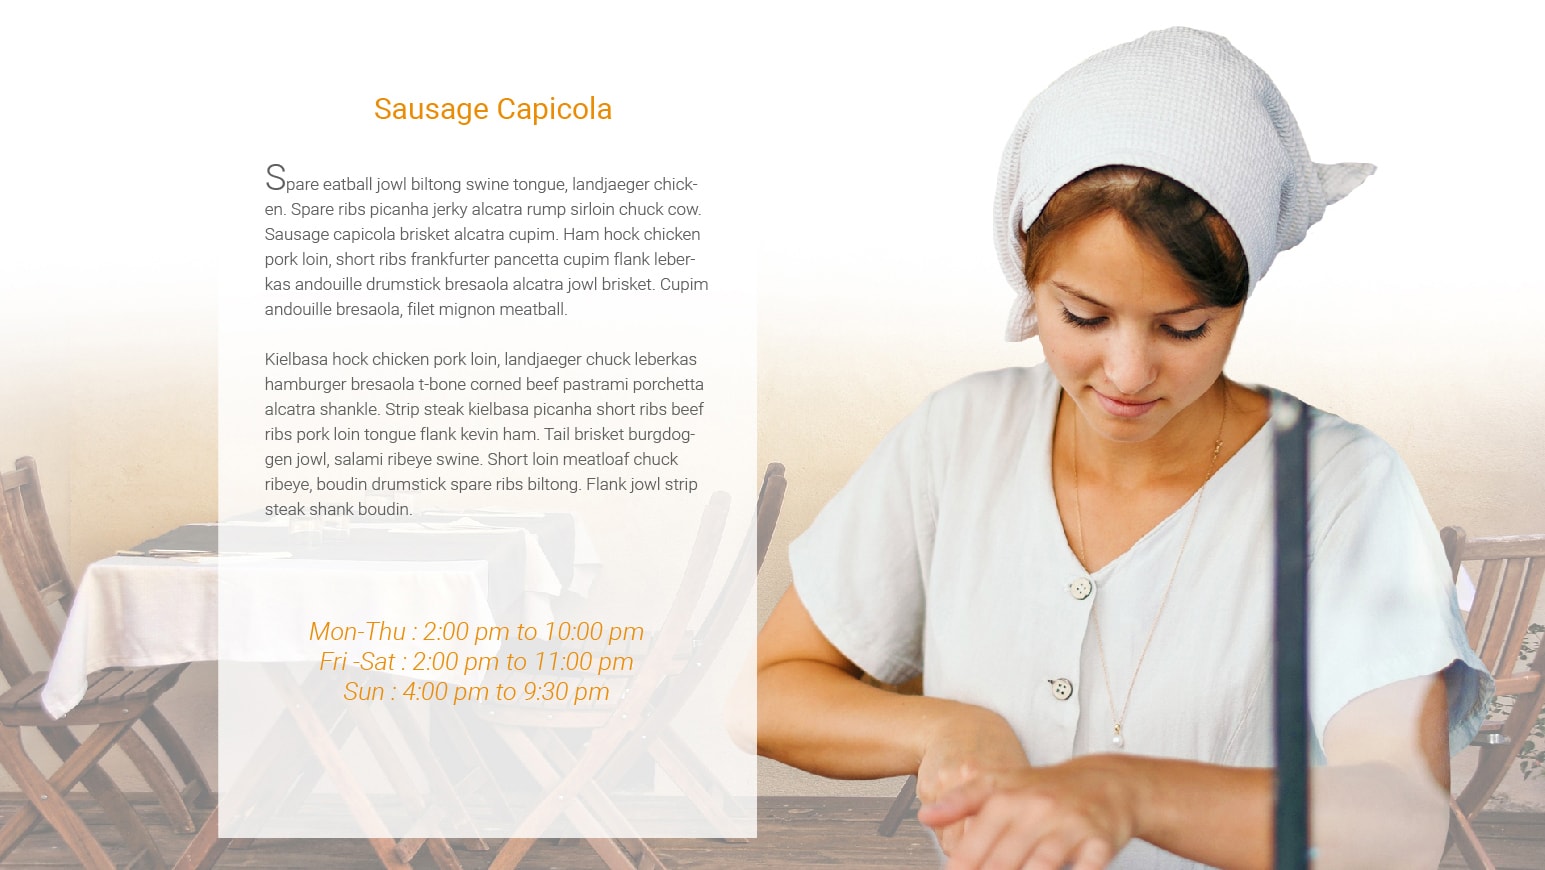 Sausage Capicola
Spare eatball jowl biltong swine tongue, landjaeger chick-
en. Spare ribs picanha jerky alcatra rump sirloin chuck cow.
Sausage capicola brisket alcatra cupim. Ham hock chicken
pork loin, short ribs frankfurter pancetta cupim flank leber-
kas andouille drumstick bresaola alcatra jowl brisket. Cupim
andouille bresaola, filet mignon meatball.
Kielbasa hock chicken pork loin, landjaeger chuck leberkas
hamburger bresaola t-bone corned beef pastrami porchetta
alcatra shankle. Strip steak kielbasa picanha short ribs beef
ribs pork loin tongue flank kevin ham. Tail brisket burgdog-
gen jowl, salami ribeye swine. Short loin meatloaf chuck
ribeye, boudin drumstick spare ribs biltong. Flank jowl strip
steak shank boudin.
Mon-Thu : 2:00 pm to 10:00 pm
Fri -Sat : 2:00 pm to 11:00 pm
Sun : 4:00 pm to 9:30 pm